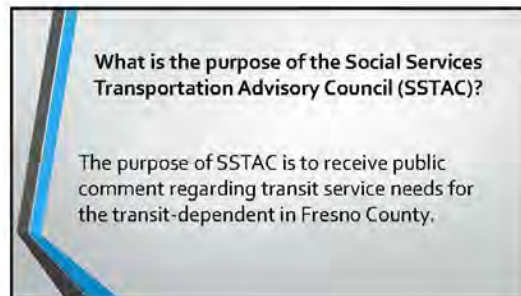 What is the purpose of the Social Services
Transportation Advisory Council (SSTAC)?
The purpose of SSTAC is to receive public
comment regarding transit service needs for
the transit-dependent in Fresno County.